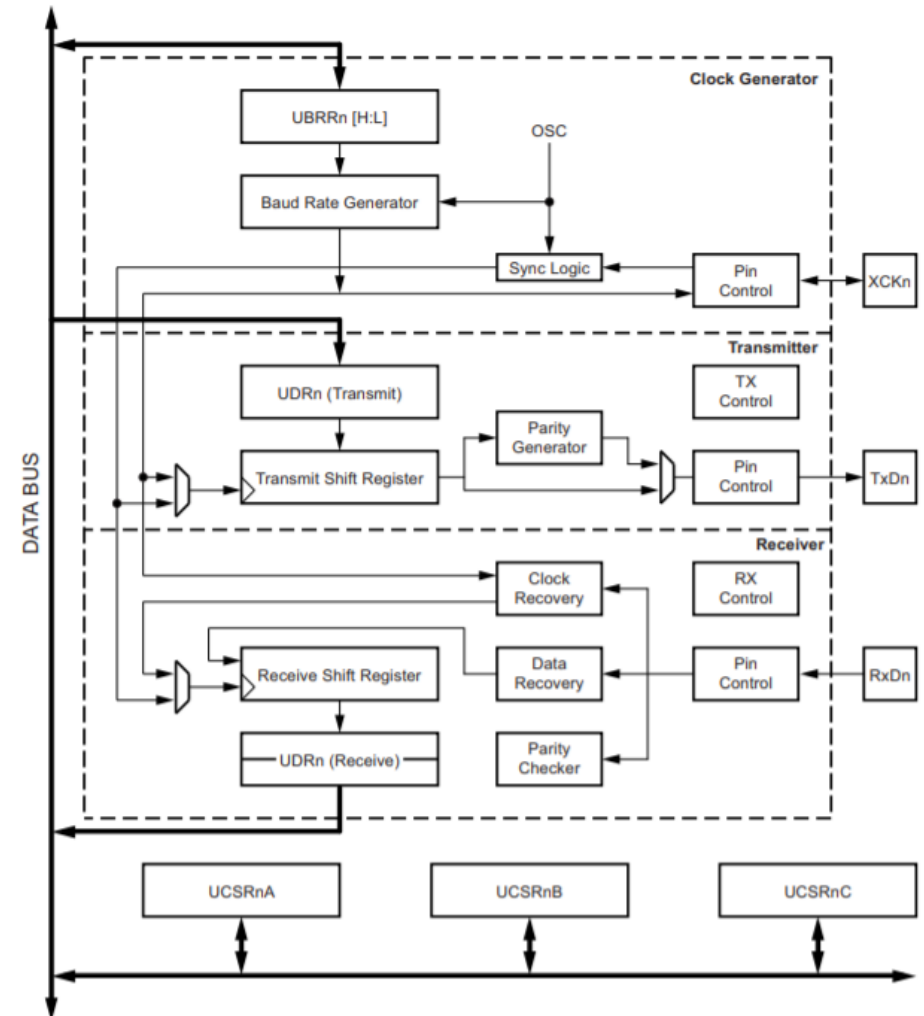 Clock Generator
UBRRn [H:L]
OSC
Baud Rate Generator
Sync Logic
Pin
Control
XCKn
Transmitter
UDRn (Transmit)
TX
Control
Parity
Generator
Transmit Shift Register
Pin
Control
TxDn
DATA BUS
Receiver
Clock
Recovery
RX
Control
Receive Shift Register
Data
Recovery
Pin
Control
RxDn
UDRn (Receive)
Parity
Checker
UCSRnA
UCSRnB
UCSRnC